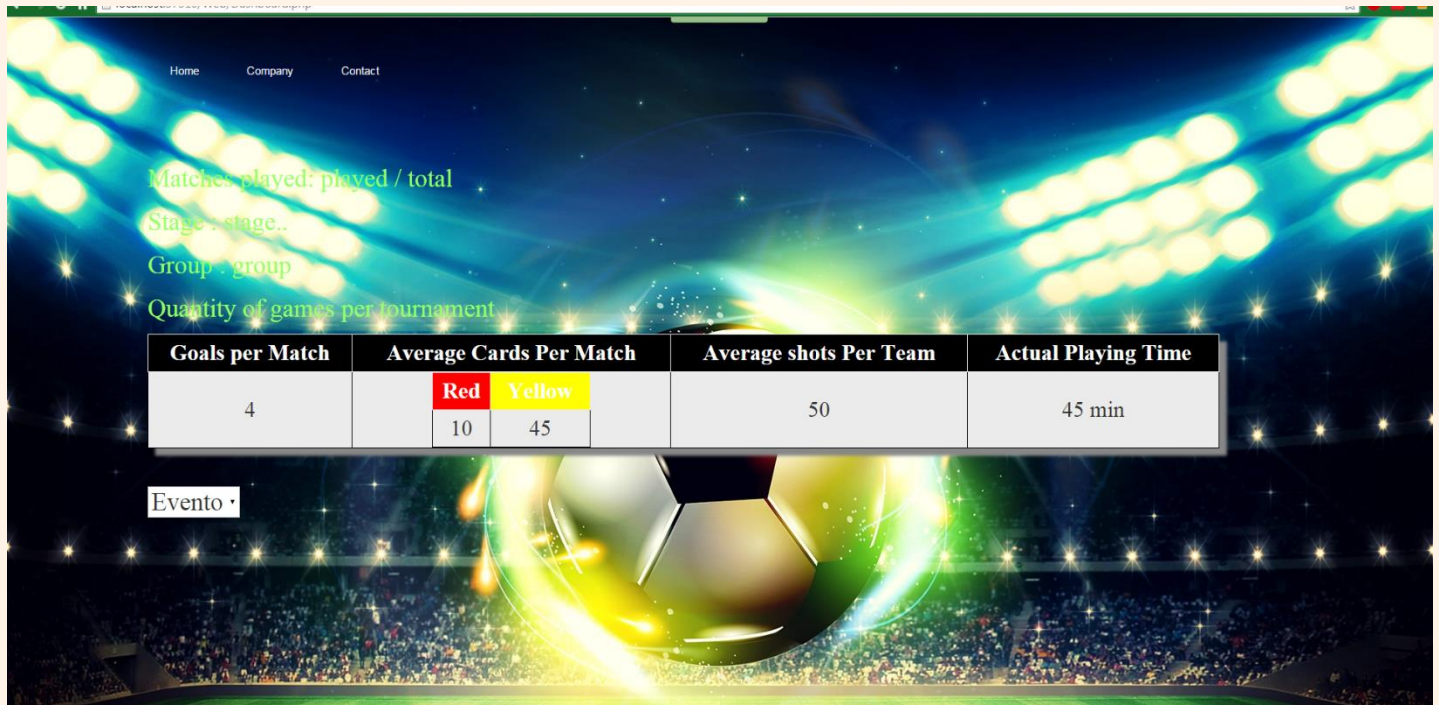 Home Company Contact
Matches played: played / total
Stage : stage..
Group : group
Quantity of games per tournament
Goals per Match Average Cards Per Match Average shots Per Team Actual Playing Time
Red Yellow
4 50 45 min
10 45
Evento